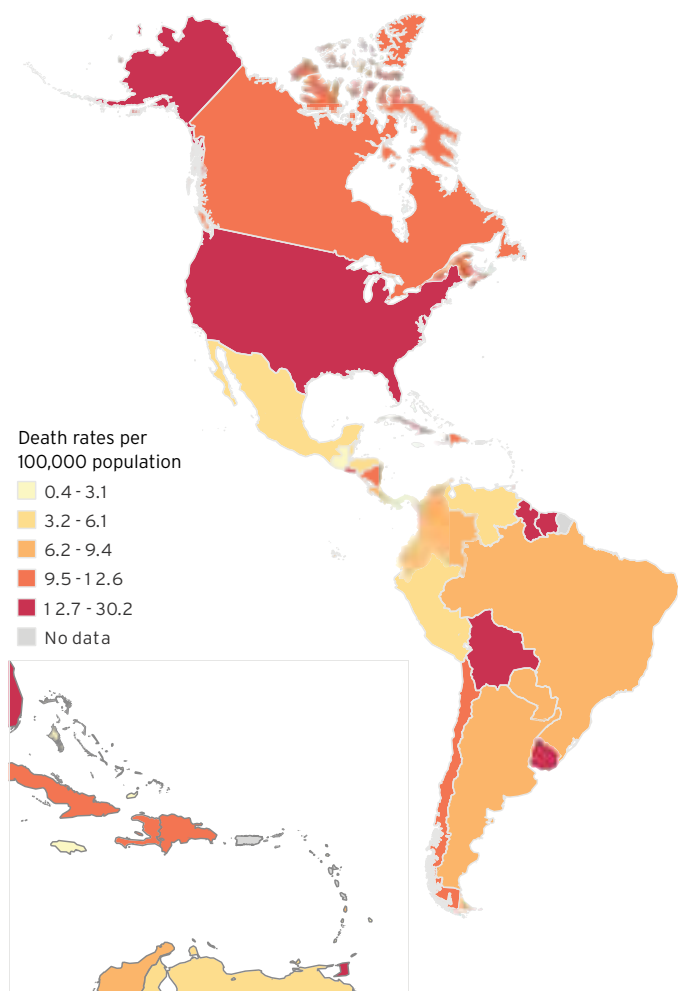 Death rates per
100,000 population
0.4 - 3.1
3.2 - 6.1
6.2 - 9.4
9.5 - 12.6
12.7 - 30.2
No data